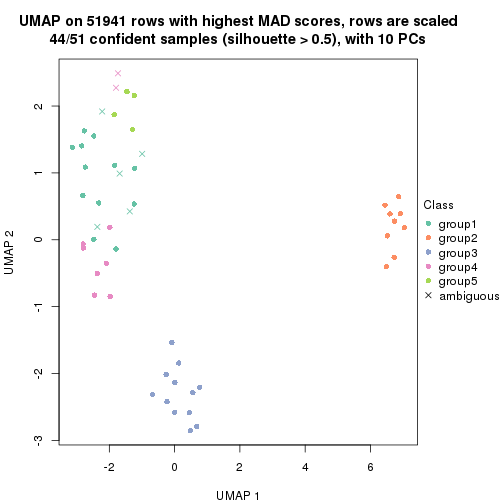 UMAP on 51941 rows with highest MAD scores, rows are scaled
44/51 confident samples (silhouette > 0.5), with 10 PCs
2
1
0
-1
-2
-3
UMAP 2
-2
0
2
4
6
UMAP 1
Class
group1
group2
group3
group4
group5
ambiguous